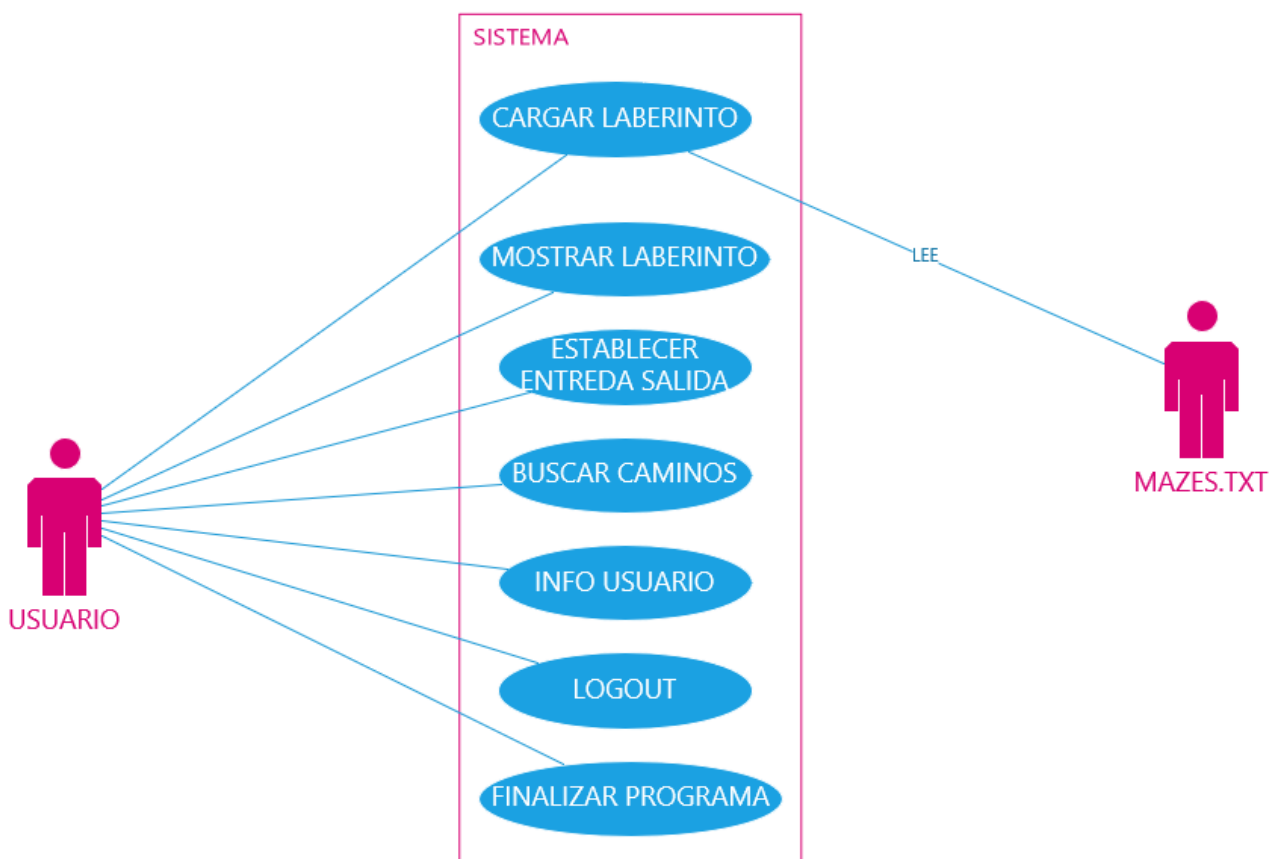 SISTEMA
CARGAR LABERINTO
MOSTRAR LABERINTO
LEE
ESTABLECER
ENTREDA SALIDA
BUSCAR CAMINOS
MAZES.TXT
INFO USUARIO
USUARIO
LOGOUT
FINALIZAR PROGRAMA